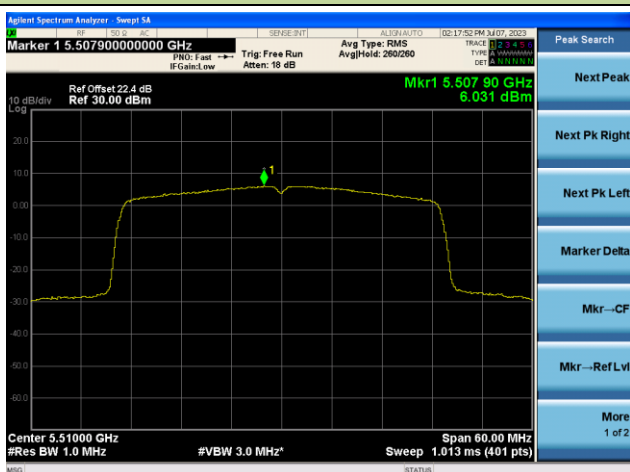 Agilent Spectrum Analyzer - Swept SA
RF 50 Ω AC SENSE:INT ALIGN AUTO 02:17:52 PM Jul 07, 2023
Marker 1 5.507900000000 GHz
PNO: Fast
IFGain:Low
Trig: Free Run
Atten: 18 dB
Avg Type: RMS
Avg|Hold: 260/260
TRACE 1 2 3 4 5 6
TYPE A WWWWW
DET A N N N N N
Peak Search
Ref Offset 22.4 dB
Ref 30.00 dBm
Mkr1 5.507 90 GHz
6.031 dBm
10 dB/div
Log
20.0
10.0
0.00
-10.0
-20.0
-30.0
-40.0
-50.0
-60.0
1
Next Peak
Next Pk Right
Next Pk Left
Marker Delta
Mkr→CF
Mkr→Ref Lvl
More
1 of 2
Center 5.51000 GHz
#Res BW 1.0 MHz
#VBW 3.0 MHz*
Span 60.00 MHz
Sweep 1.013 ms (401 pts)
MSG
STATUS